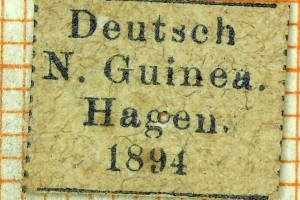 Deutsch
N. Guinea.
Hagen.
1894